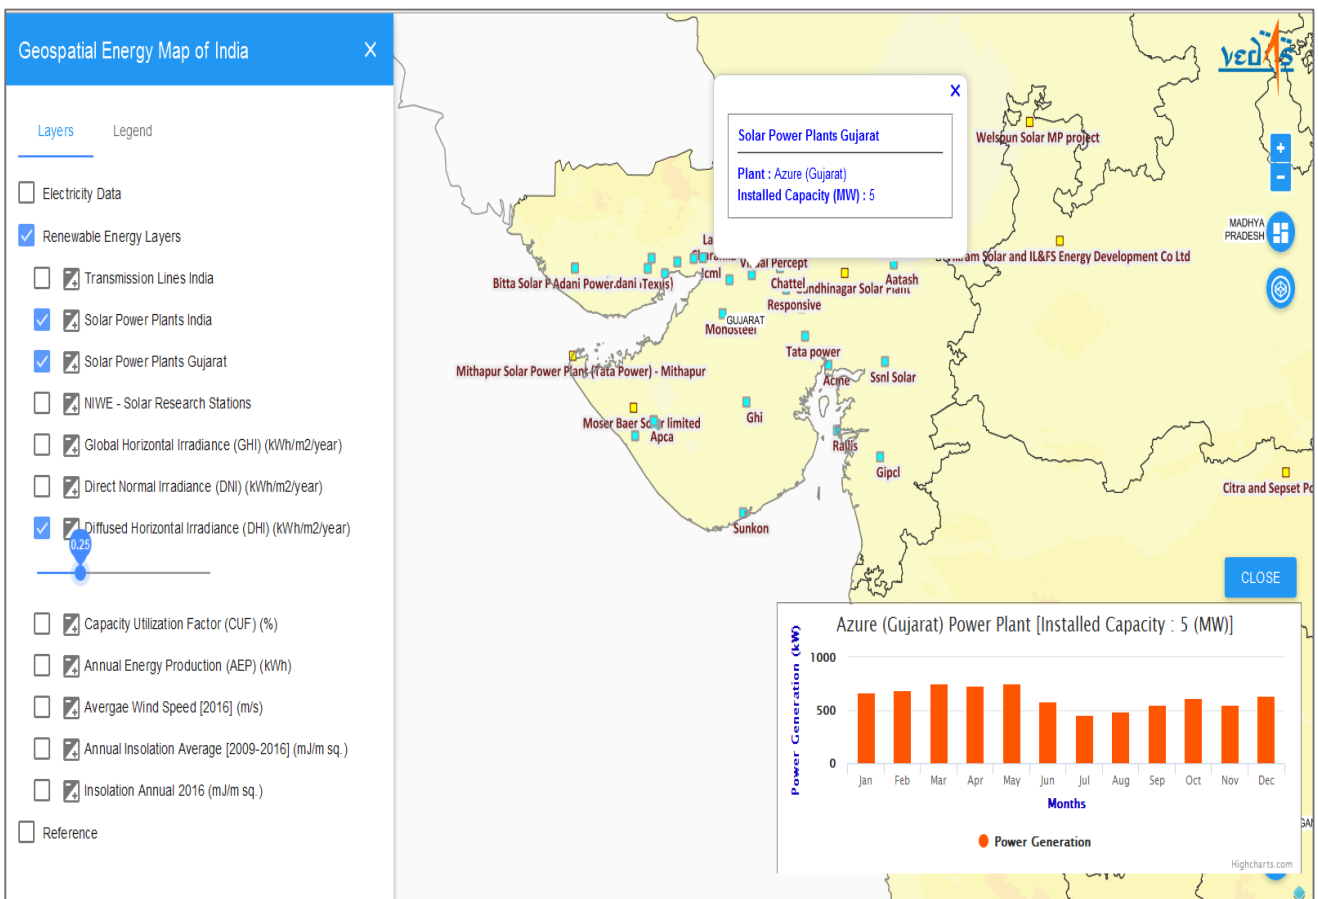 Geospatial Energy Map of India
X
Layers
Legend
Electricity Data
Renewable Energy Layers
Transmission Lines India
Solar Power Plants India
Solar Power Plants Gujarat
NIWE - Solar Research Stations
Global Horizontal Irradiance (GHI) (kWh/m2/year)
Direct Normal Irradiance (DNI) (kWh/m2/year)
Diffused Horizontal Irradiance (DHI) (kWh/m2/year)
0.25
Capacity Utilization Factor (CUF) (%)
Annual Energy Production (AEP) (kWh)
Avergae Wind Speed [2016] (m/s)
Annual Insolation Average [2009-2016] (mJ/m sq.)
Insolation Annual 2016 (mJ/m sq.)
Reference
VEDAS
X
Solar Power Plants Gujarat
Plant : Azure (Gujarat)
Installed Capacity (MW) : 5
Welspun Solar MP project
+
-
MADHYA
PRADESH
Solar and IL&FS Energy Development Co Ltd
Percept
Bitta Solar P
Adani Power
Icml
Chattel
Solar Plant
Aatash
Responsive
GUJARAT
Monosteel
Tata power
Mithapur Solar Power Plant (Tata Power) - Mithapur
Acme
Ssnl Solar
Moser Baer Solar limited
Ghi
Apca
Rallis
Gipcl
Citra and Sepset
Sunkon
CLOSE
Azure (Gujarat) Power Plant [Installed Capacity : 5 (MW)]
Power Generation (kW)
1000
500
0
Jan Feb Mar Apr May Jun Jul Aug Sep Oct Nov Dec
Months
Power Generation
Highcharts.com